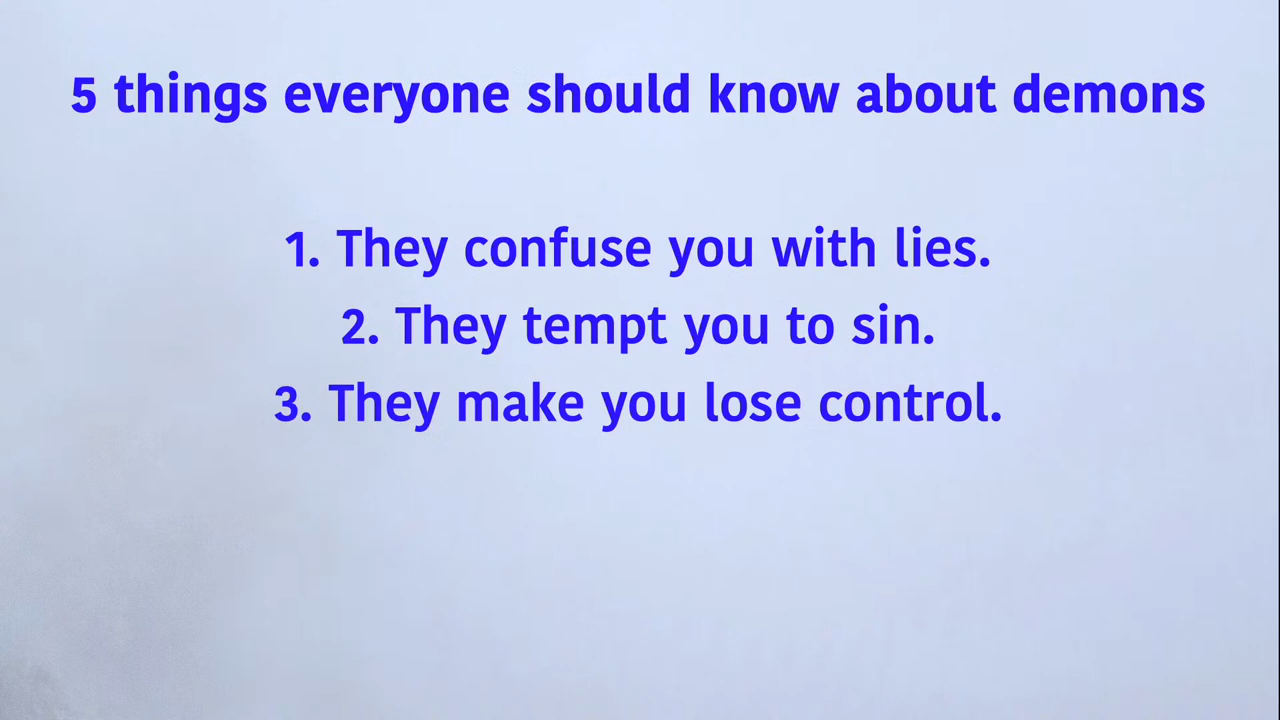 5 things everyone should know about demons
1. They confuse you with lies.
2. They tempt you to sin.
3. They make you lose control.